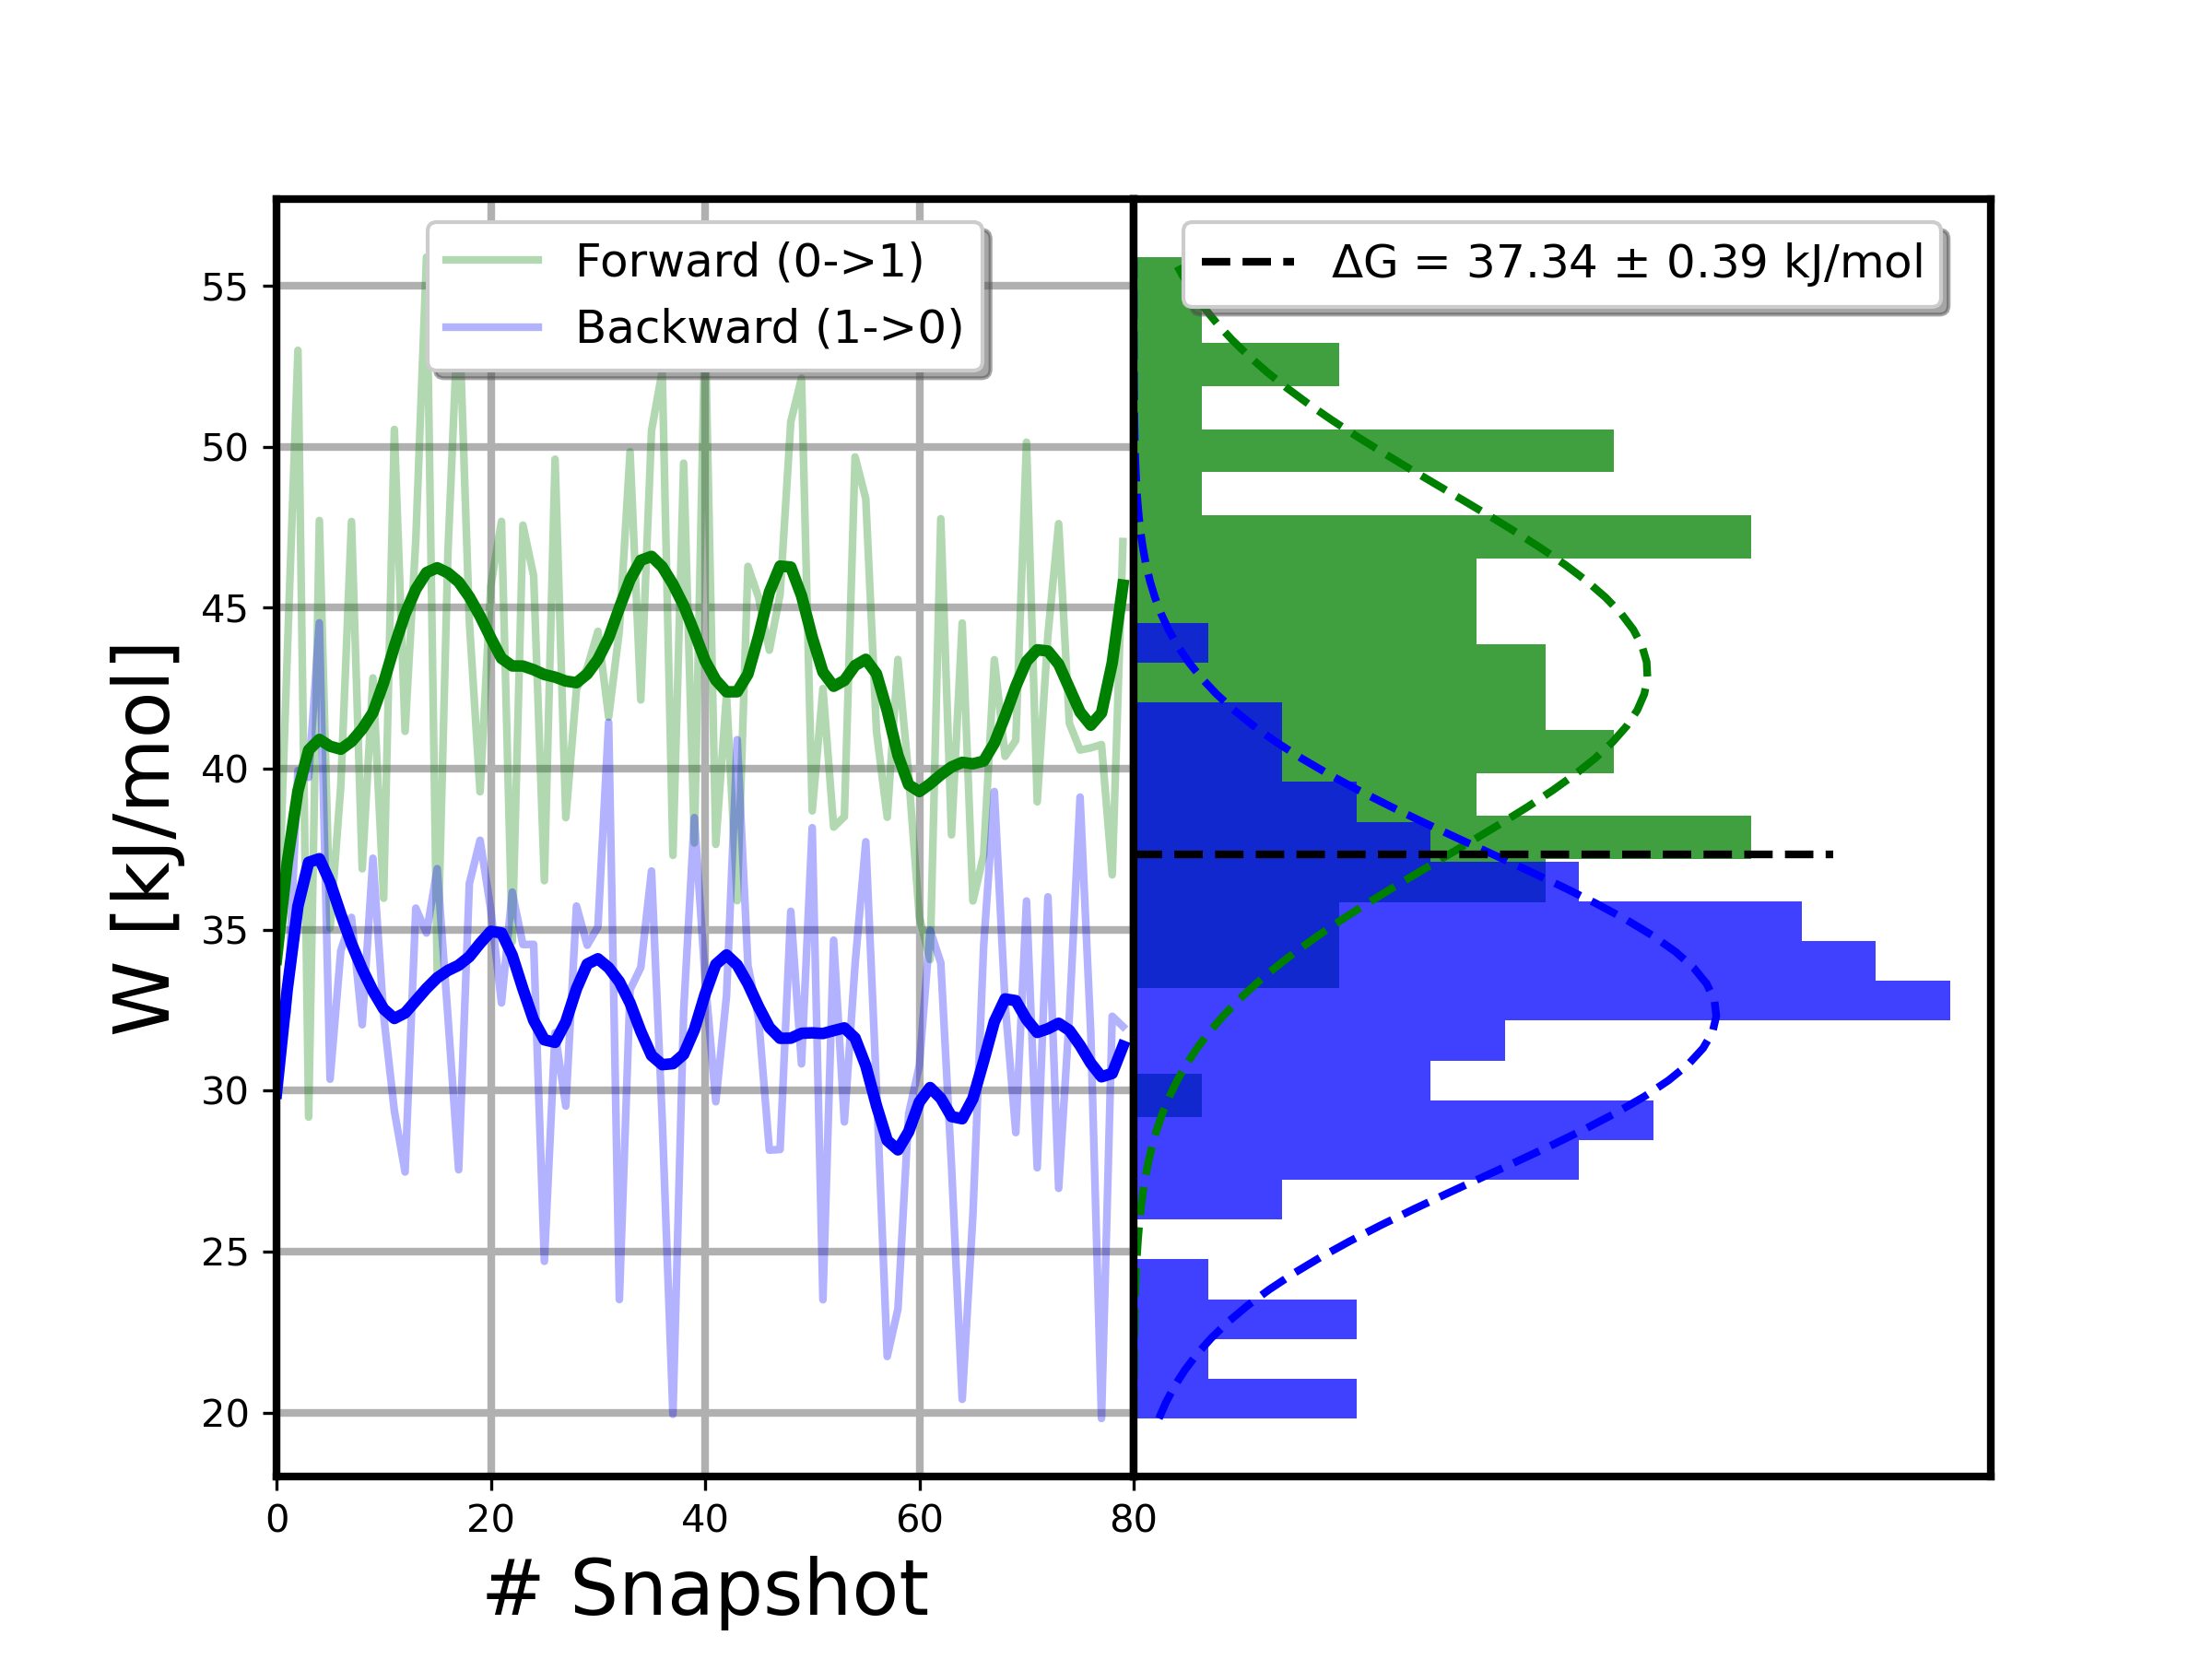 Forward (0->1)
Backward (1->0)
ΔG = 37.34 ± 0.39 kJ/mol
W [kJ/mol]
55
50
45
40
35
30
25
20
0 20 40 60 80
# Snapshot